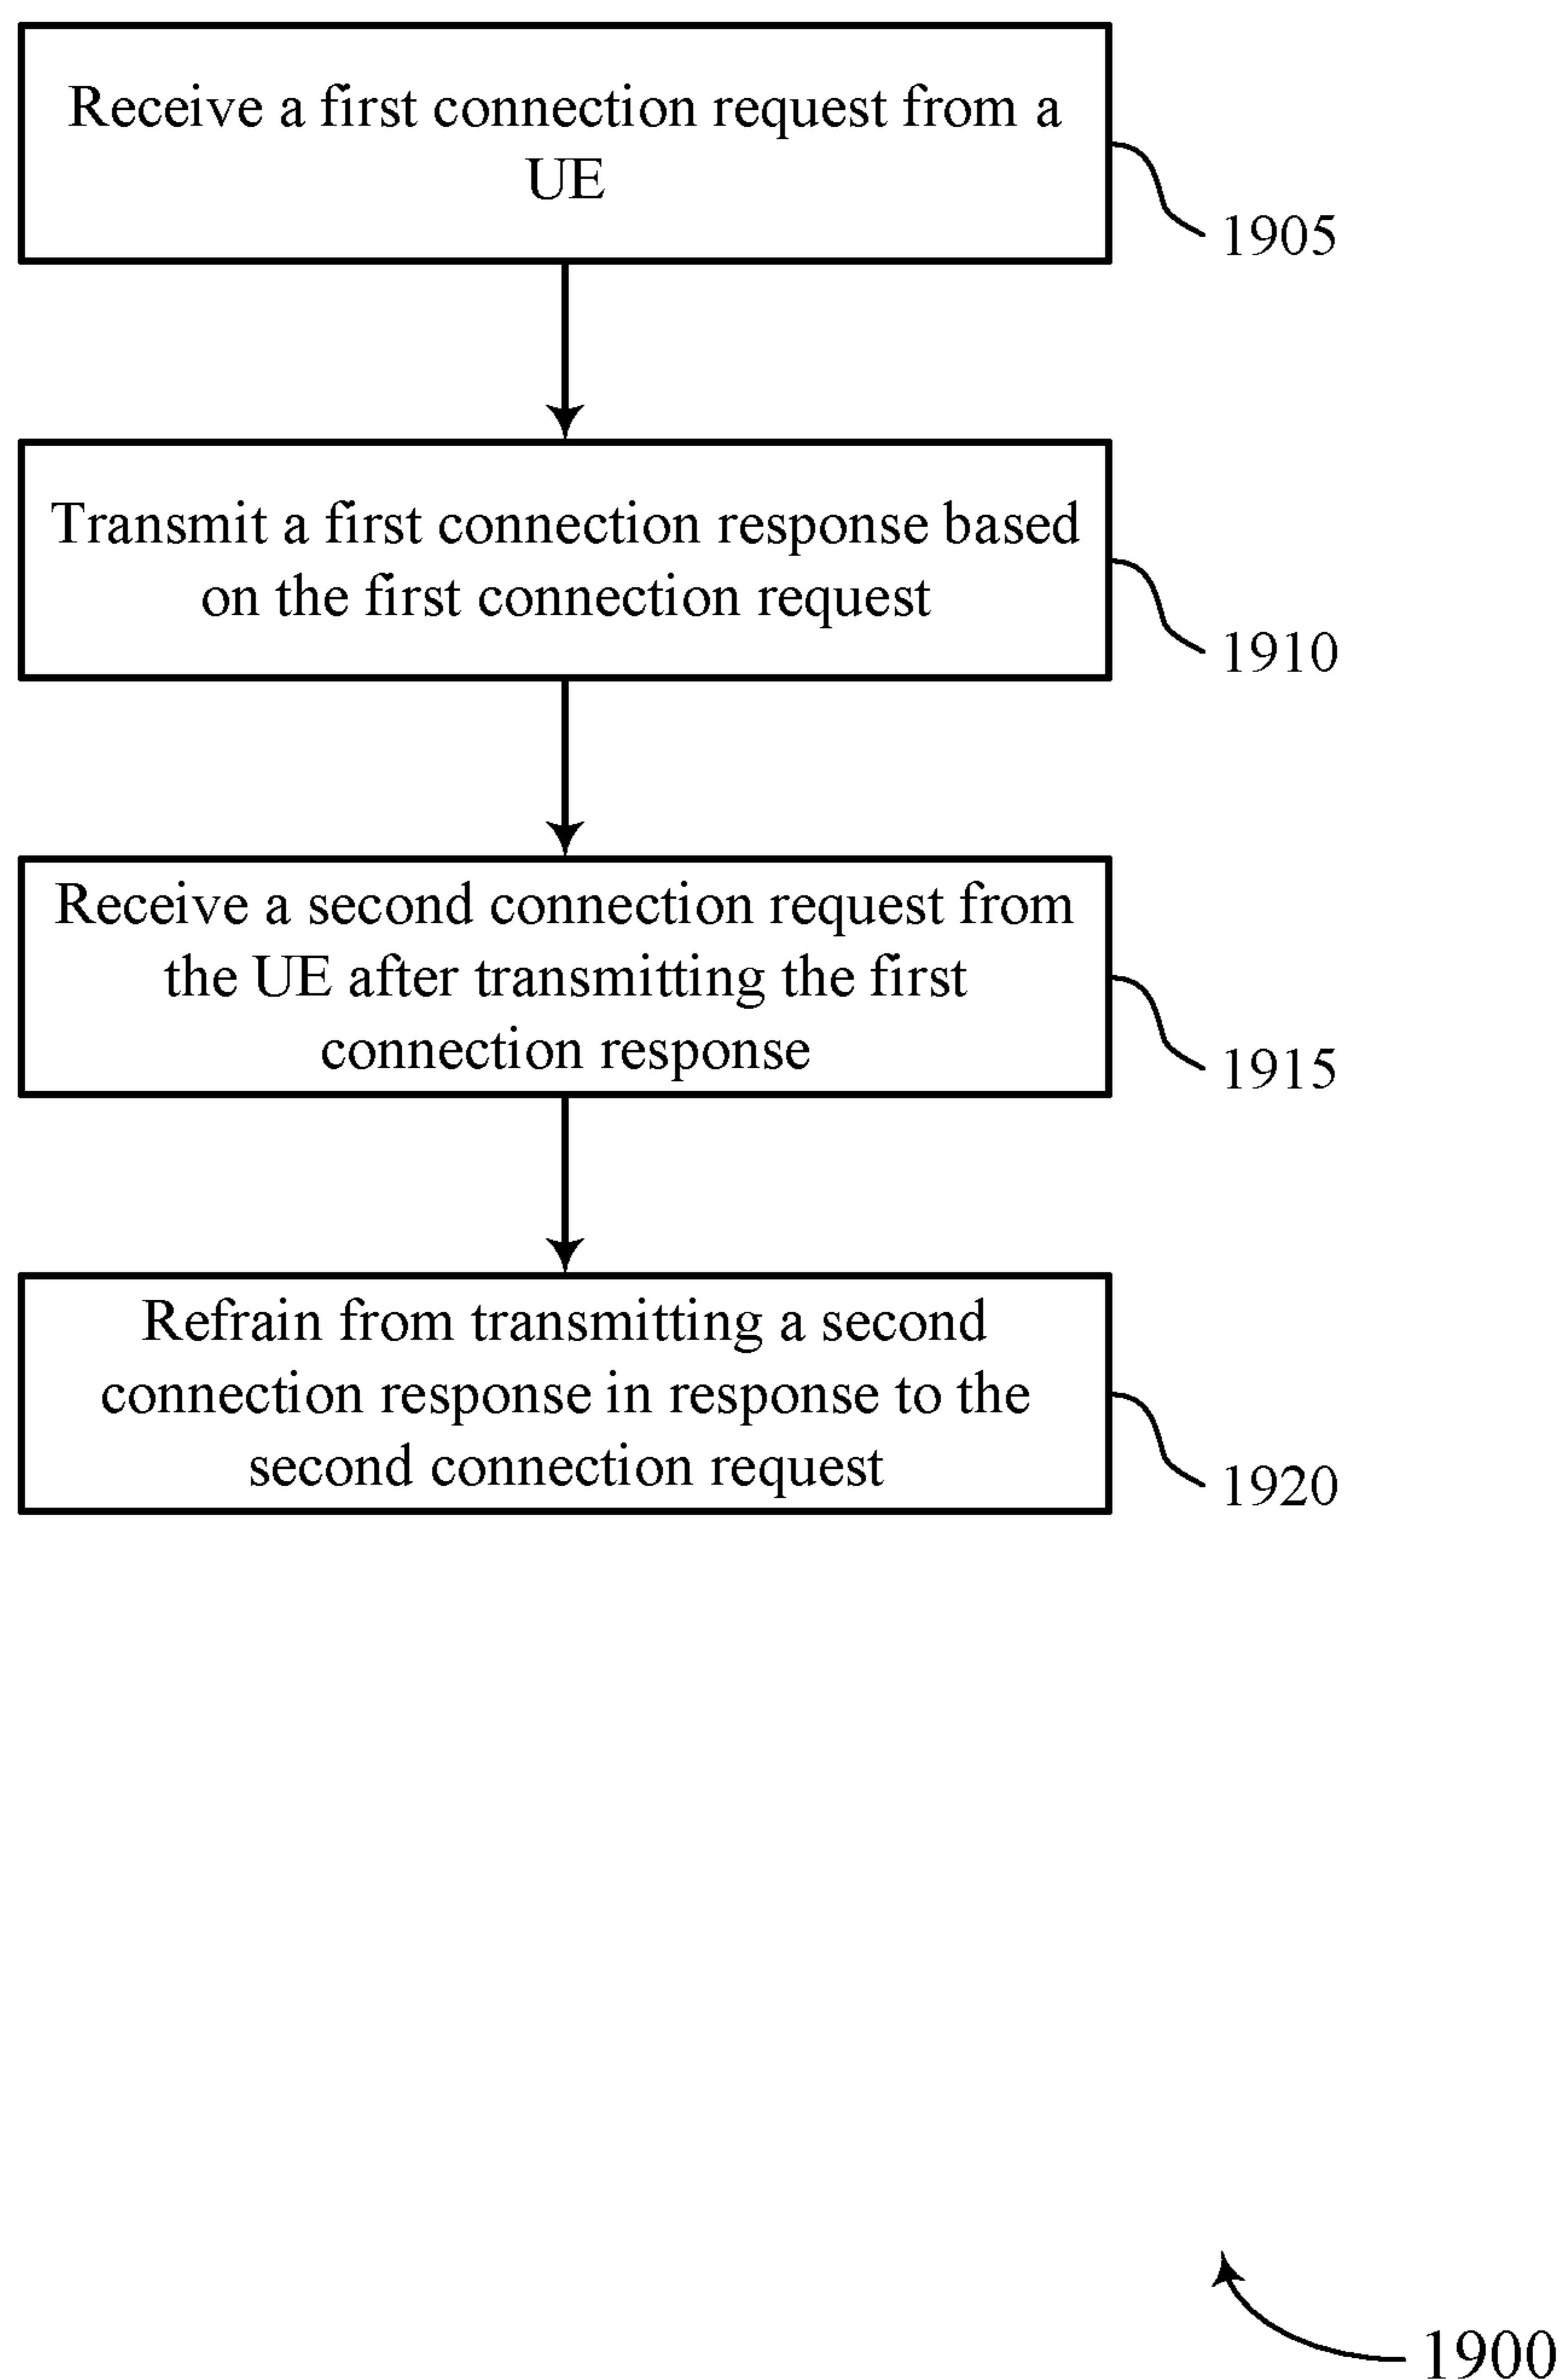 Receive a first connection request from a
UE
1905
Transmit a first connection response based
on the first connection request
1910
Receive a second connection request from
the UE after transmitting the first
connection response
1915
Refrain from transmitting a second
connection response in response to the
second connection request
1920
1900